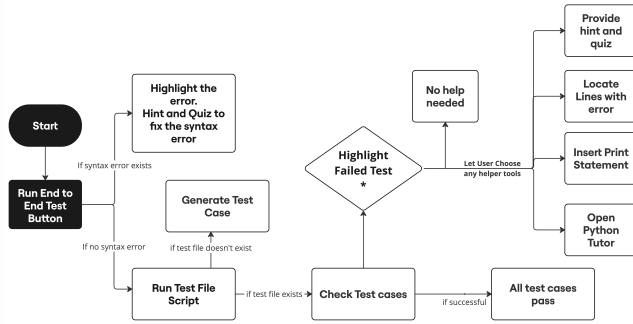 Start
Run End to
End Test
Button
If syntax error exists
Highlight the
error.
Hint and Quiz to
fix the syntax
error
If no syntax error
Run Test File
Script
if test file doesn't exist
Generate Test
Case
if test file exists
Check Test cases
if successful
All test cases
pass
Highlight
Failed Test
*
No help
needed
Let User Choose
any helper tools
Provide
hint and
quiz
Locate
Lines with
error
Insert Print
Statement
Open
Python
Tutor